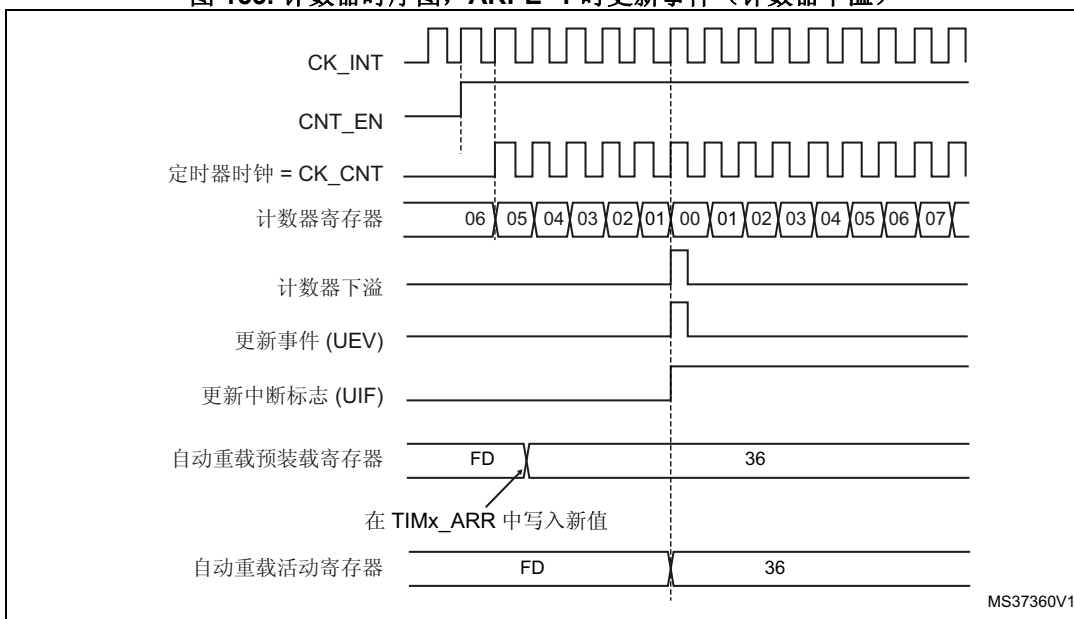 CK_INT
CNT_EN
定时器时钟 = CK_CNT
计数器寄存器 06 05 04 03 02 01 00 01 02 03 04 05 06 07
计数器下溢
更新事件 (UEV)
更新中断标志 (UIF)
自动重载预装载寄存器 FD 36
在 TIMx_ARR 中写入新值
自动重载活动寄存器 FD 36
MS37360V1